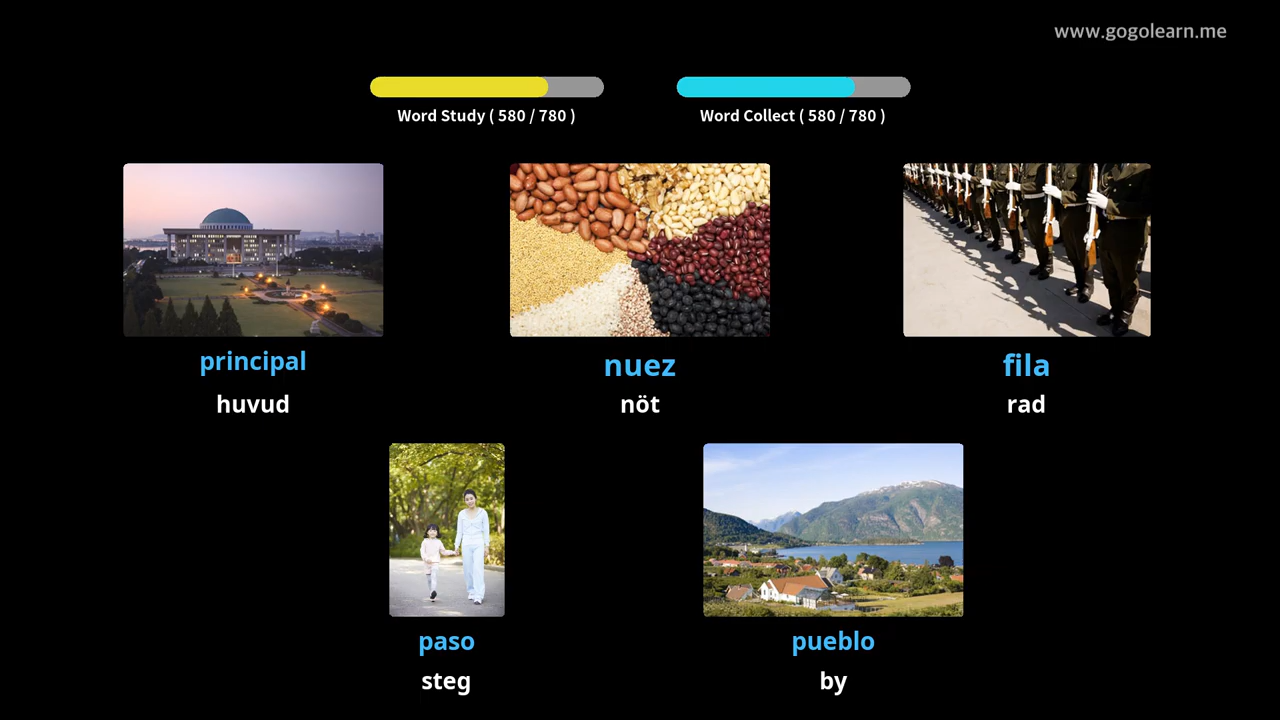 www.gogolearn.me
Word Study ( 580 / 780 )
Word Collect ( 580 / 780 )
principal
huvud
nuez
nöt
fila
rad
paso
steg
pueblo
by